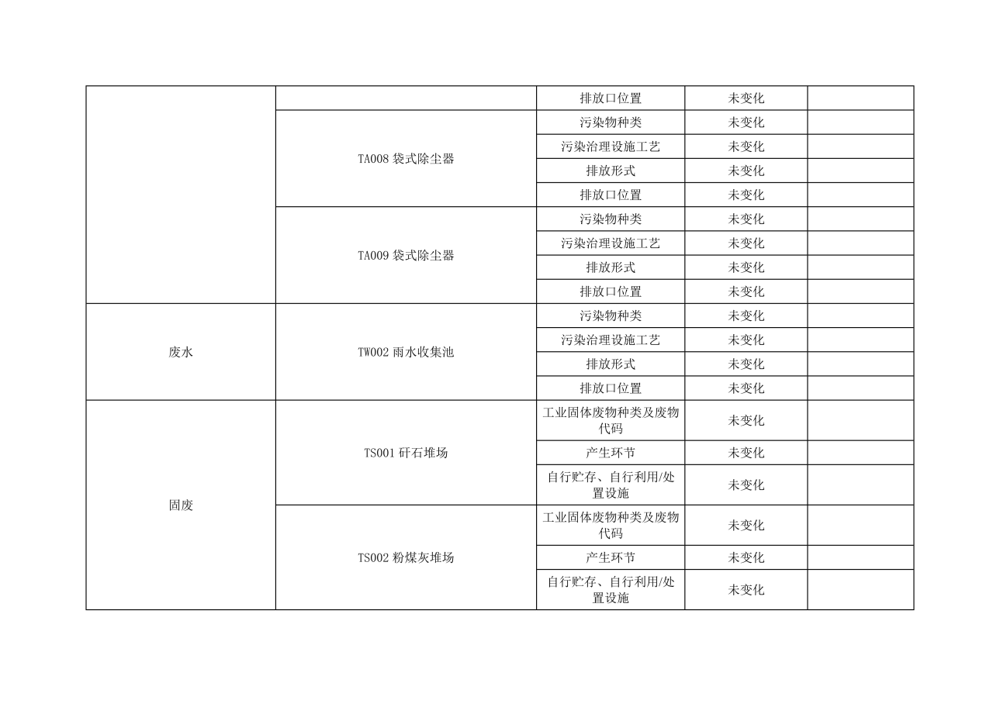 排放口位置 未变化
污染物种类 未变化
TA008 袋式除尘器
污染治理设施工艺 未变化
排放形式 未变化
排放口位置 未变化
污染物种类 未变化
TA009 袋式除尘器
污染治理设施工艺 未变化
排放形式 未变化
排放口位置 未变化
废水
TW002 雨水收集池
污染物种类 未变化
污染治理设施工艺 未变化
排放形式 未变化
排放口位置 未变化
固废
TS001 矸石堆场
工业固体废物种类及废物
代码
未变化
产生环节 未变化
自行贮存、自行利用/处
置设施
未变化
TS002 粉煤灰堆场
工业固体废物种类及废物
代码
未变化
产生环节 未变化
自行贮存、自行利用/处
置设施
未变化